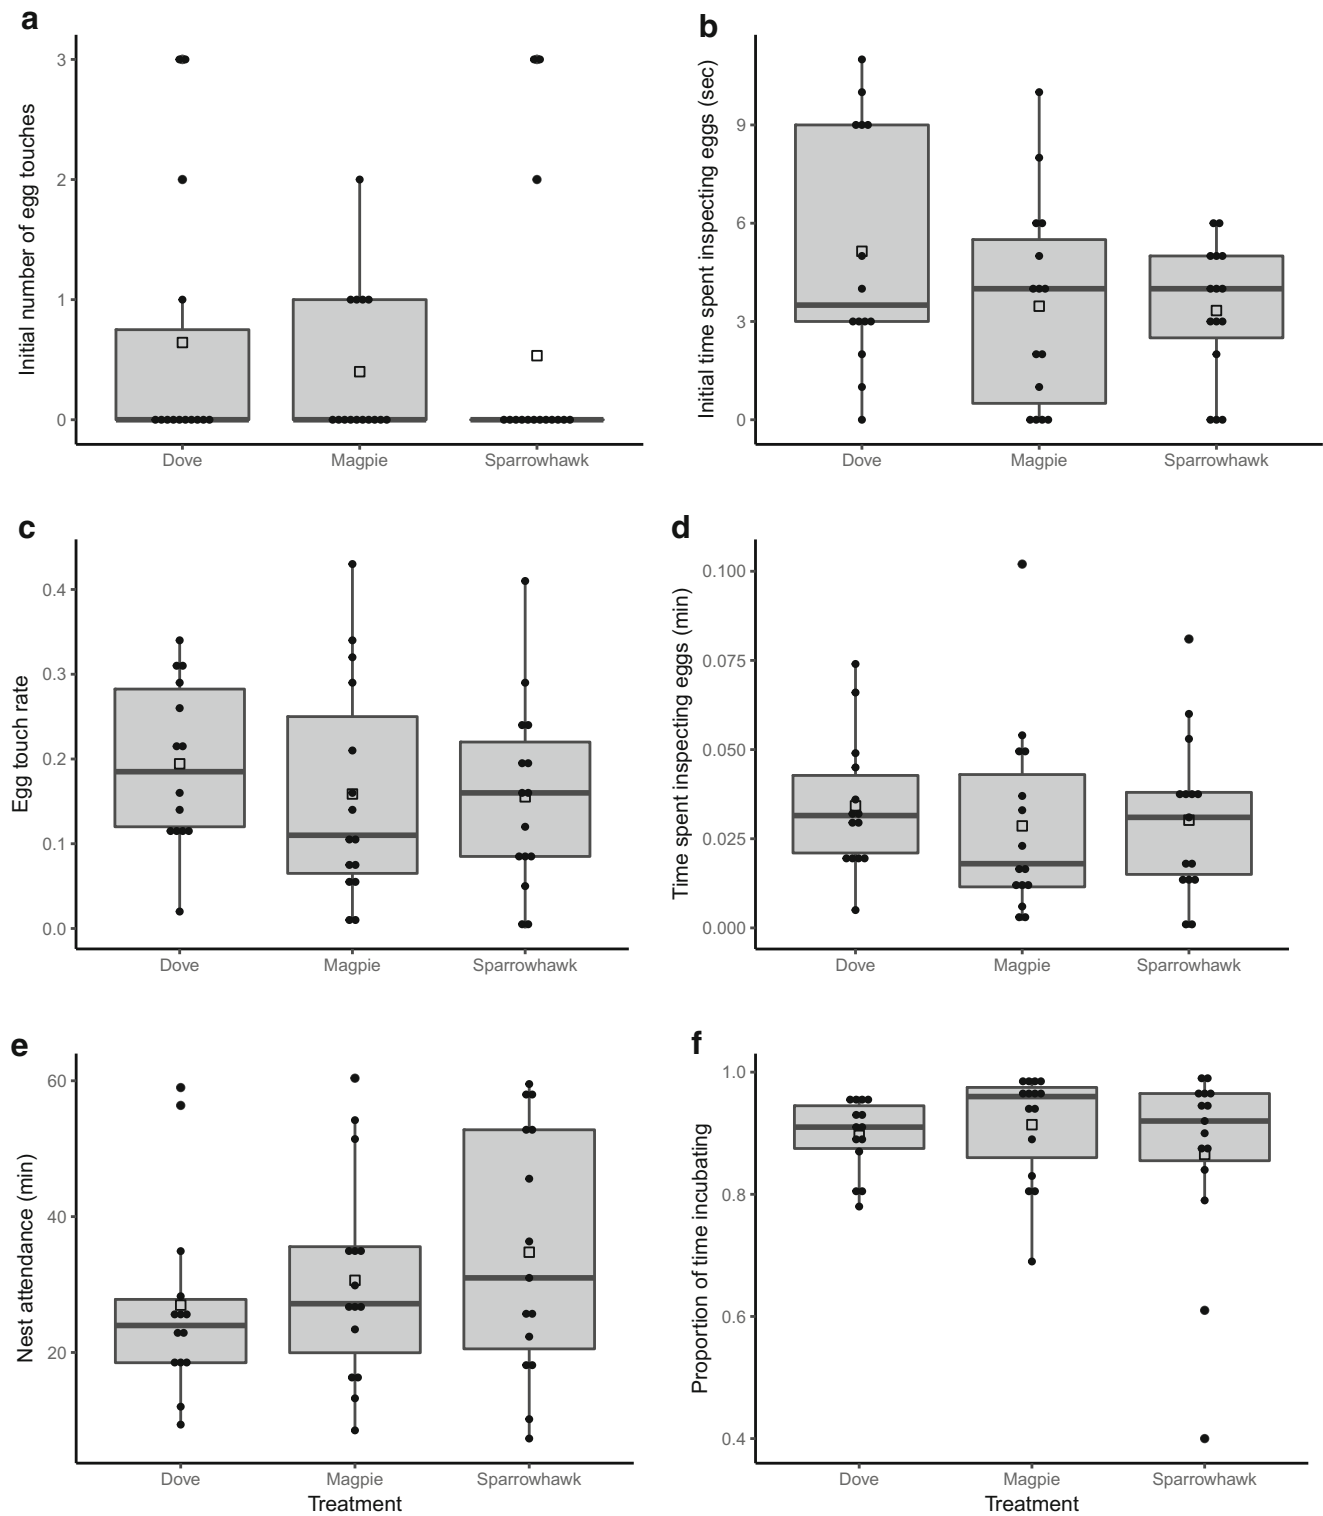 a
Initial number of egg touches
3
2
1
0
Dove Magpie Sparrowhawk
b
Initial time spent inspecting eggs (sec)
9
6
3
0
Dove Magpie Sparrowhawk
c
Egg touch rate
0.4
0.3
0.2
0.1
0.0
Dove Magpie Sparrowhawk
d
Time spent inspecting eggs (min)
0.100
0.075
0.050
0.025
0.000
Dove Magpie Sparrowhawk
e
Nest attendance (min)
60
40
20
Dove Magpie Sparrowhawk
Treatment
f
Proportion of time incubating
1.0
0.8
0.6
0.4
Dove Magpie Sparrowhawk
Treatment